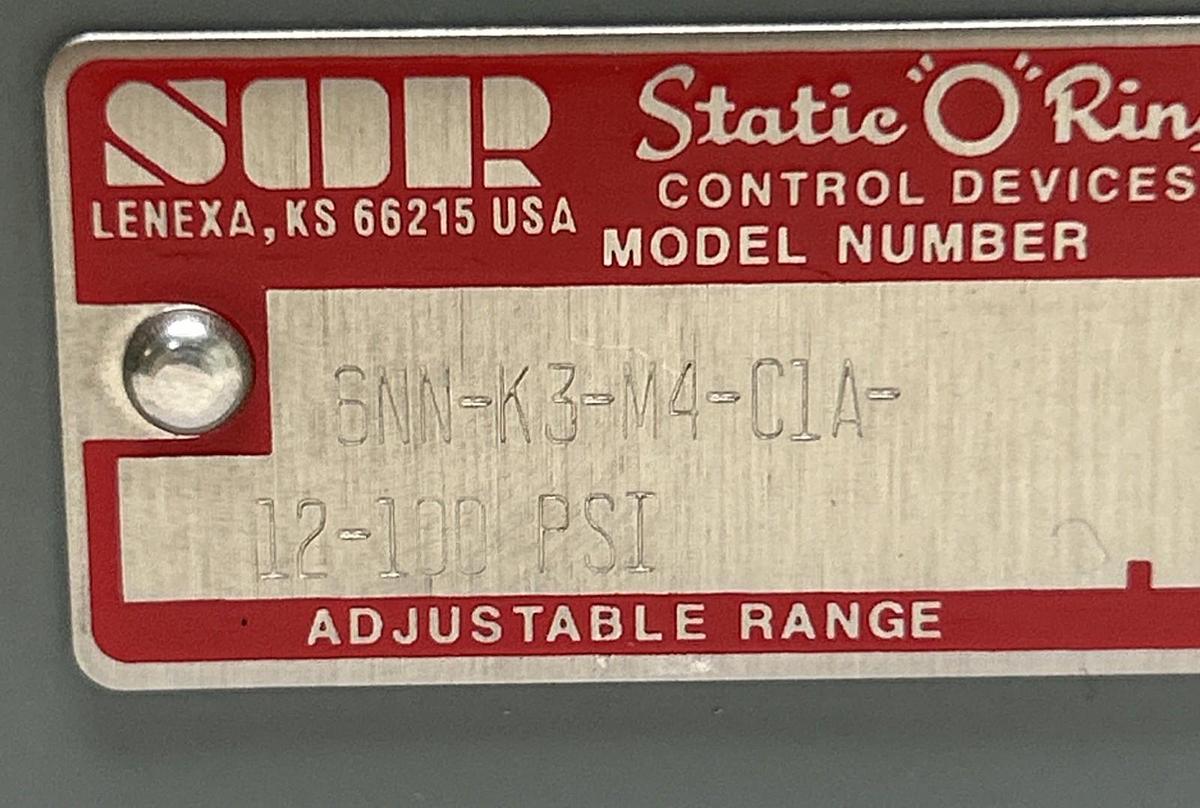 SOR
Static "O" Ring
LENEXA, KS 66215 USA
CONTROL DEVICES
MODEL NUMBER
6NN-K3-M4-C1A-
12-100 PSI
ADJUSTABLE RANGE